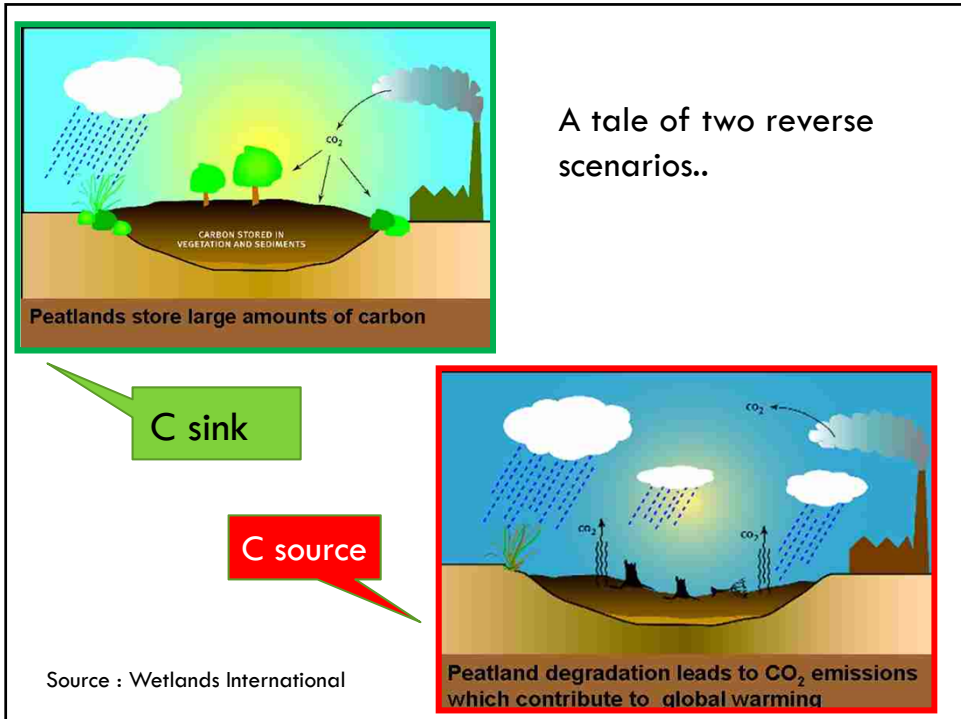 A tale of two reverse
scenarios..
CO₂
CARBON STORED IN
VEGETATION AND SEDIMENTS
Peatlands store large amounts of carbon
C sink
CO₂
CO₂
CO₂
C source
Peatland degradation leads to CO₂ emissions
which contribute to global warming
Source : Wetlands International